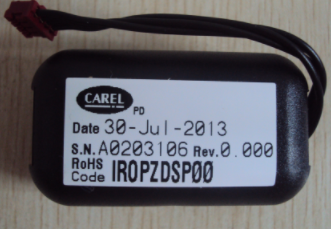 CAREL
PD
Date 30-Jul-2013
S.N. A0203106 Rev. 0.000
RoHS
Code IROPZDSP00